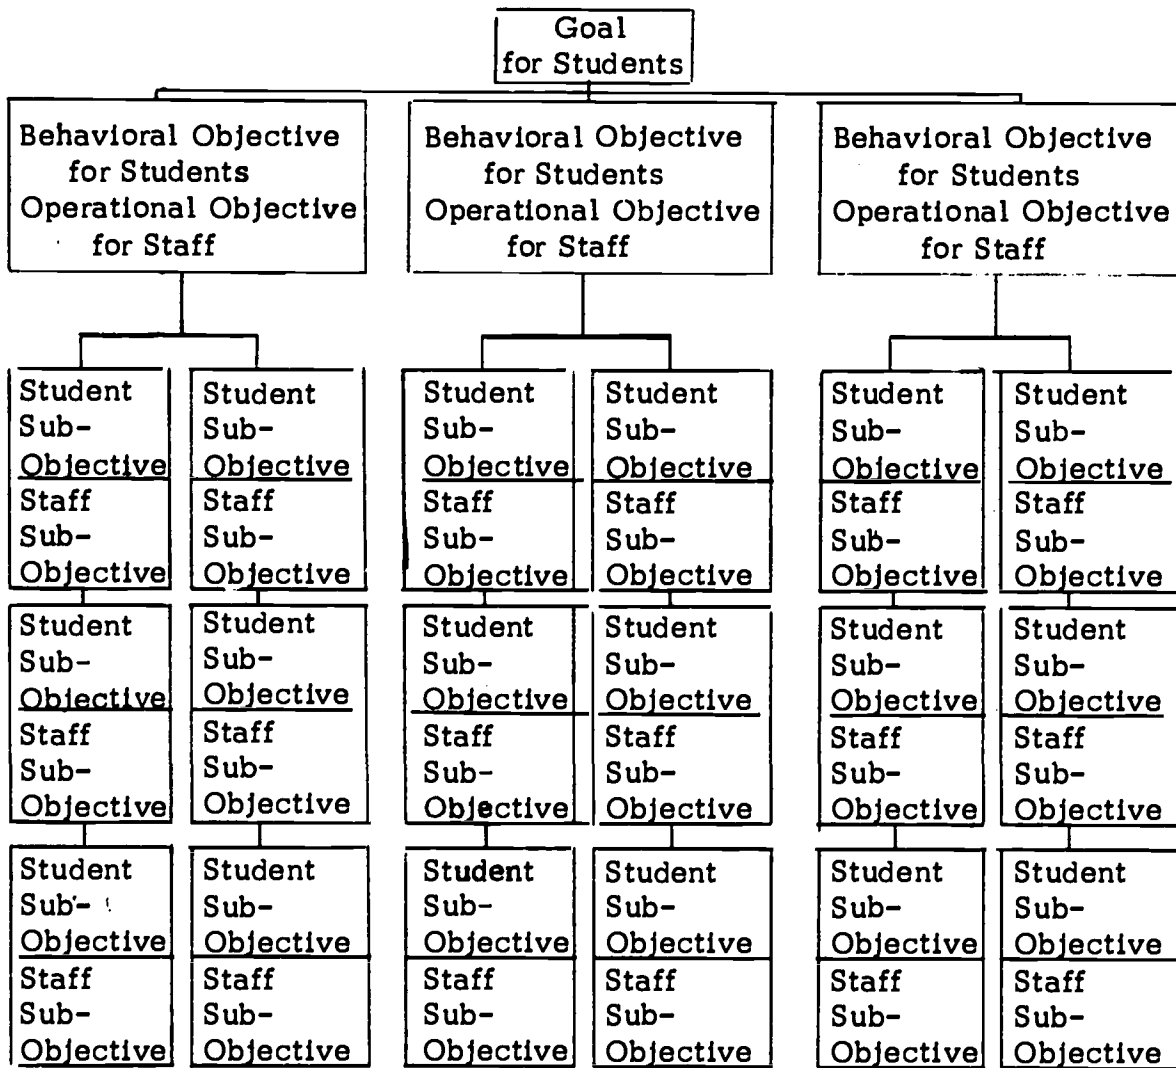 Goal
for Students
Behavioral Objective
for Students
Operational Objective
for Staff
Behavioral Objective
for Students
Operational Objective
for Staff
Behavioral Objective
for Students
Operational Objective
for Staff
Student
Sub-
Objective
Staff
Sub-
Objective
Student
Sub-
Objective
Staff
Sub-
Objective
Student
Sub-
Objective
Staff
Sub-
Objective
Student
Sub-
Objective
Staff
Sub-
Objective
Student
Sub-
Objective
Staff
Sub-
Objective
Student
Sub-
Objective
Staff
Sub-
Objective
Student
Sub-
Objective
Staff
Sub-
Objective
Student
Sub-
Objective
Staff
Sub-
Objective
Student
Sub-
Objective
Staff
Sub-
Objective
Student
Sub-
Objective
Staff
Sub-
Objective
Student
Sub-
Objective
Staff
Sub-
Objective
Student
Sub-
Objective
Staff
Sub-
Objective
Student
Sub-
Objective
Staff
Sub-
Objective
Student
Sub-
Objective
Staff
Sub-
Objective
Student
Sub-
Objective
Staff
Sub-
Objective
Student
Sub-
Objective
Staff
Sub-
Objective
Student
Sub-
Objective
Staff
Sub-
Objective
Student
Sub-
Objective
Staff
Sub-
Objective